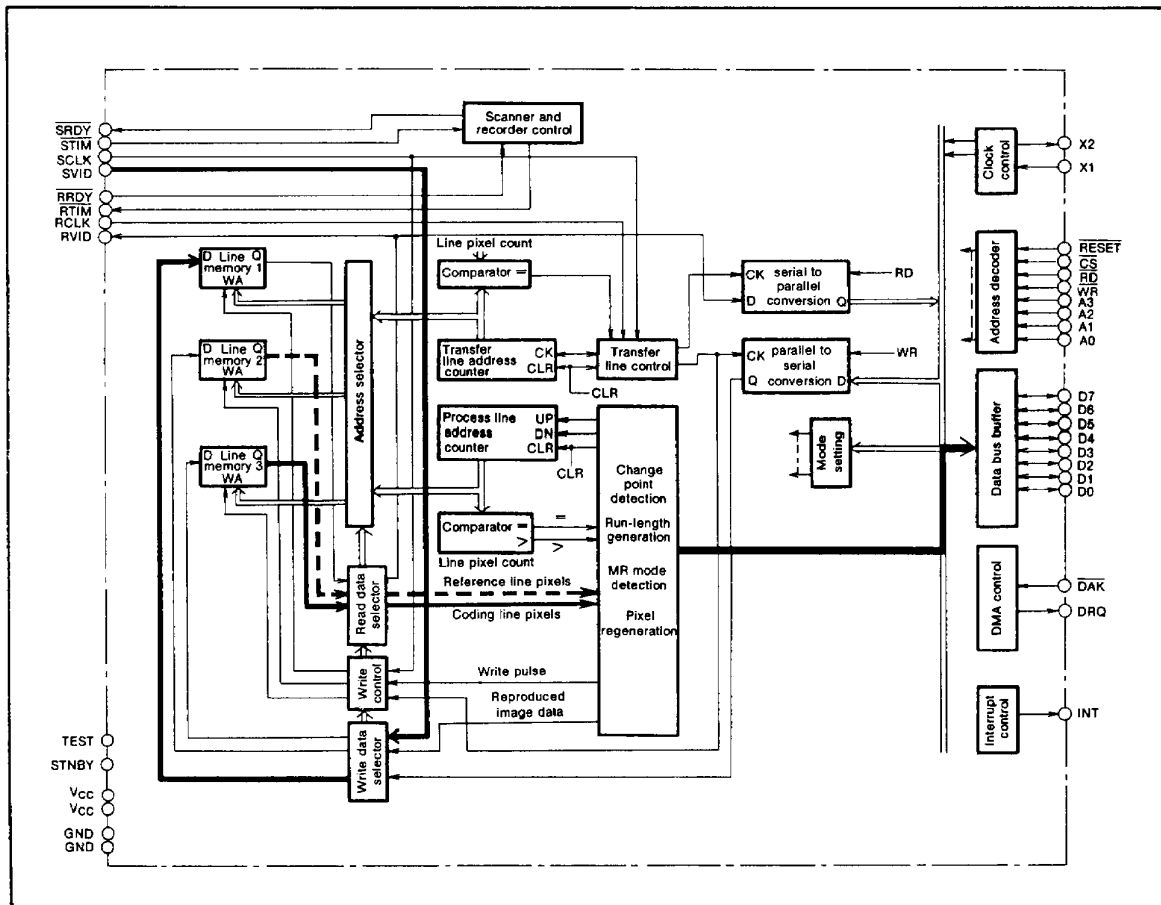 Scanner and
recorder control
SRDY
STIM
SCLK
SVID
RRDY
RTIM
RCLK
RVID
D Line Q
memory 1
WA
D Line Q
memory 2
WA
D Line Q
memory 3
WA
Address selector
Line pixel count
Comparator =
Transfer
line address
counter
CK
CLR
CLR
Transfer
line control
Process line
address
counter
UP
DN
CLR
CLR
Comparator =
>
=
>
Line pixel count
Reference line pixels
Coding line pixels
Read data
selector
Write
control
Write data
selector
Write pulse
Reproduced
image data
Change
point
detection
Run-length
generation
MR mode
detection
Pixel
regeneration
CK serial to
parallel
D conversion Q
RD
CK parallel to
serial
Q conversion D
WR
Mode
setting
Clock
control
X2
X1
Address decoder
RESET
CS
RD
WR
A3
A2
A1
A0
Data bus buffer
D7
D6
D5
D4
D3
D2
D1
D0
DMA control
DAK
DRQ
Interrupt
control
INT
TEST
STNBY
VCC
VCC
GND
GND